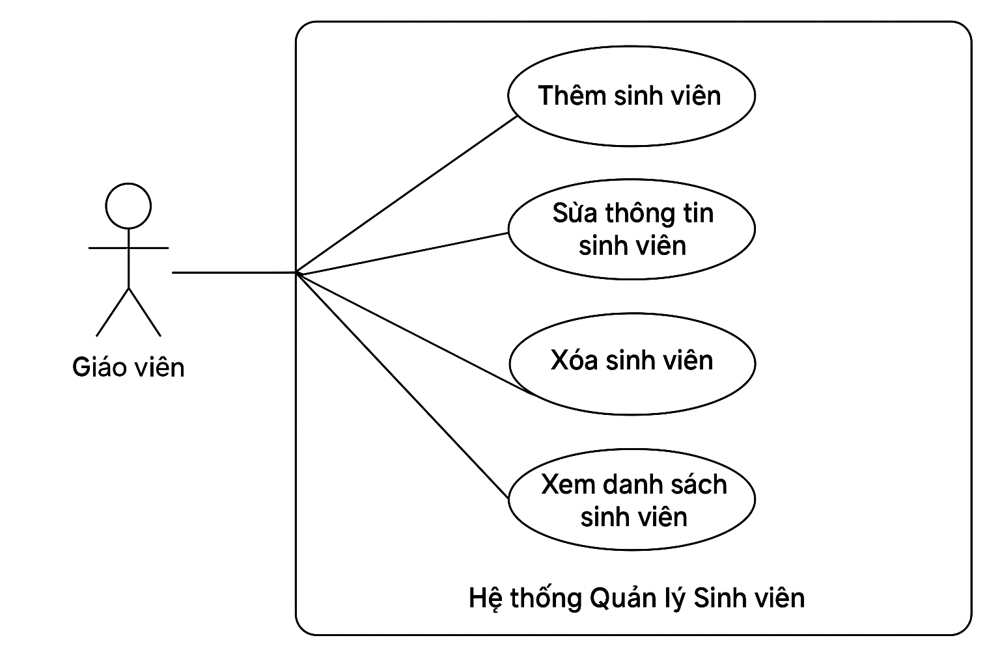 Thêm sinh viên
Sừa thông tin
sinh viên
Xóa sinh viên
Xem danh sách
sinh viên
Giáo viên
Hệ thống Quản lý Sinh viên